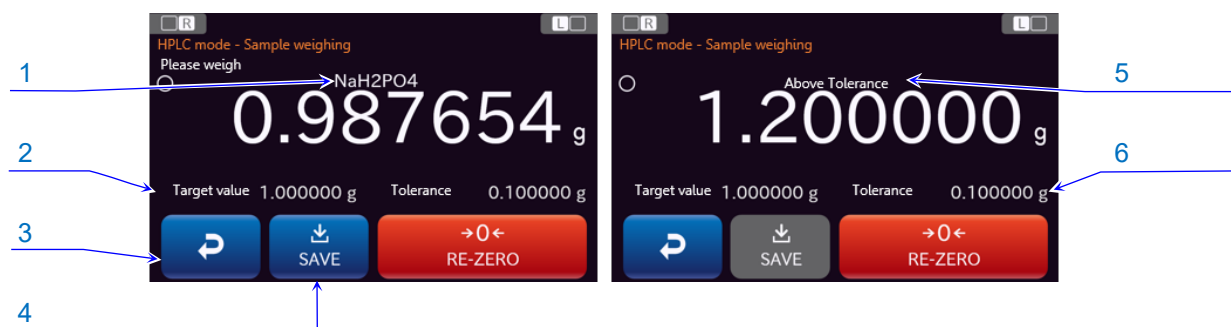 R L
HPLC mode - Sample weighing
Please weigh
NaH2PO4
0.987654 g
Target value 1.000000 g Tolerance 0.100000 g
SAVE
→0←
RE-ZERO
R L
HPLC mode - Sample weighing
Above Tolerance
1.200000 g
Target value 1.000000 g Tolerance 0.100000 g
SAVE
→0←
RE-ZERO
1
2
3
4
5
6